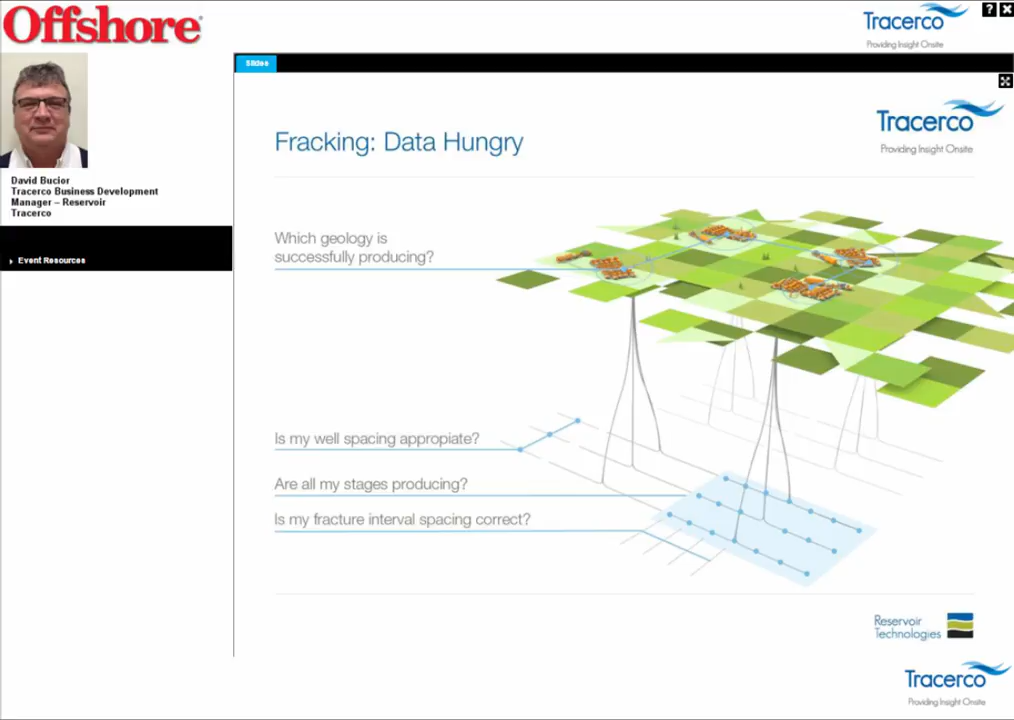 Offshore
Tracerco
Providing Insight Onsite
?
Slides
David Bucior
Tracerco Business Development
Manager – Reservoir
Tracerco
Event Resources
Tracerco
Providing Insight Onsite
Fracking: Data Hungry
Which geology is
successfully producing?
Is my well spacing appropiate?
Are all my stages producing?
Is my fracture interval spacing correct?
Reservoir
Technologies
Tracerco
Providing Insight Onsite